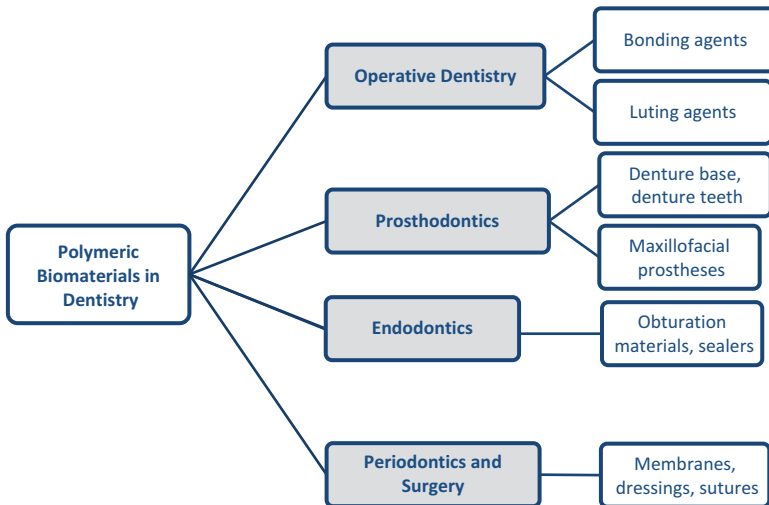 Polymeric
Biomaterials in
Dentistry
Operative Dentistry
Bonding agents
Luting agents
Prosthodontics
Denture base,
denture teeth
Maxillofacial
prostheses
Endodontics
Obturation
materials, sealers
Periodontics and
Surgery
Membranes,
dressings, sutures